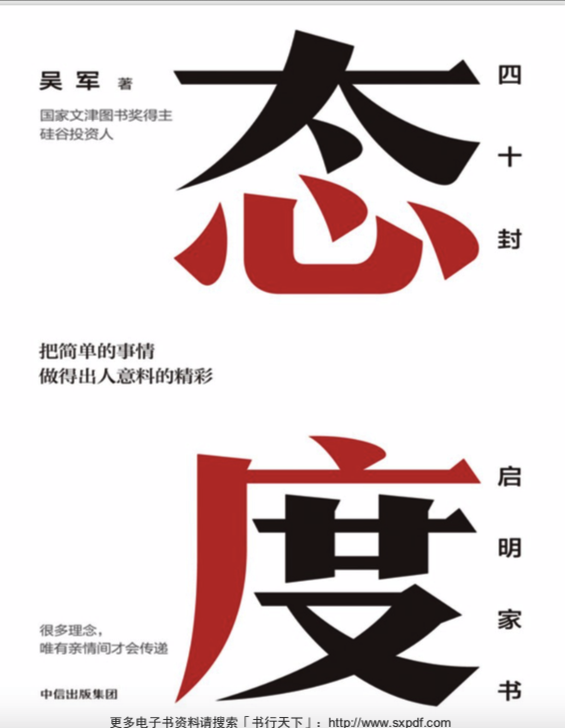 态度
吴军 著
国家文津图书奖得主
硅谷投资人
四十封
把简单的事情
做得出人意料的精彩
启明家书
很多理念，
唯有亲情间才会传递
中信出版集团
更多电子书资料请搜索「书行天下」：http://www.sxpdf.com